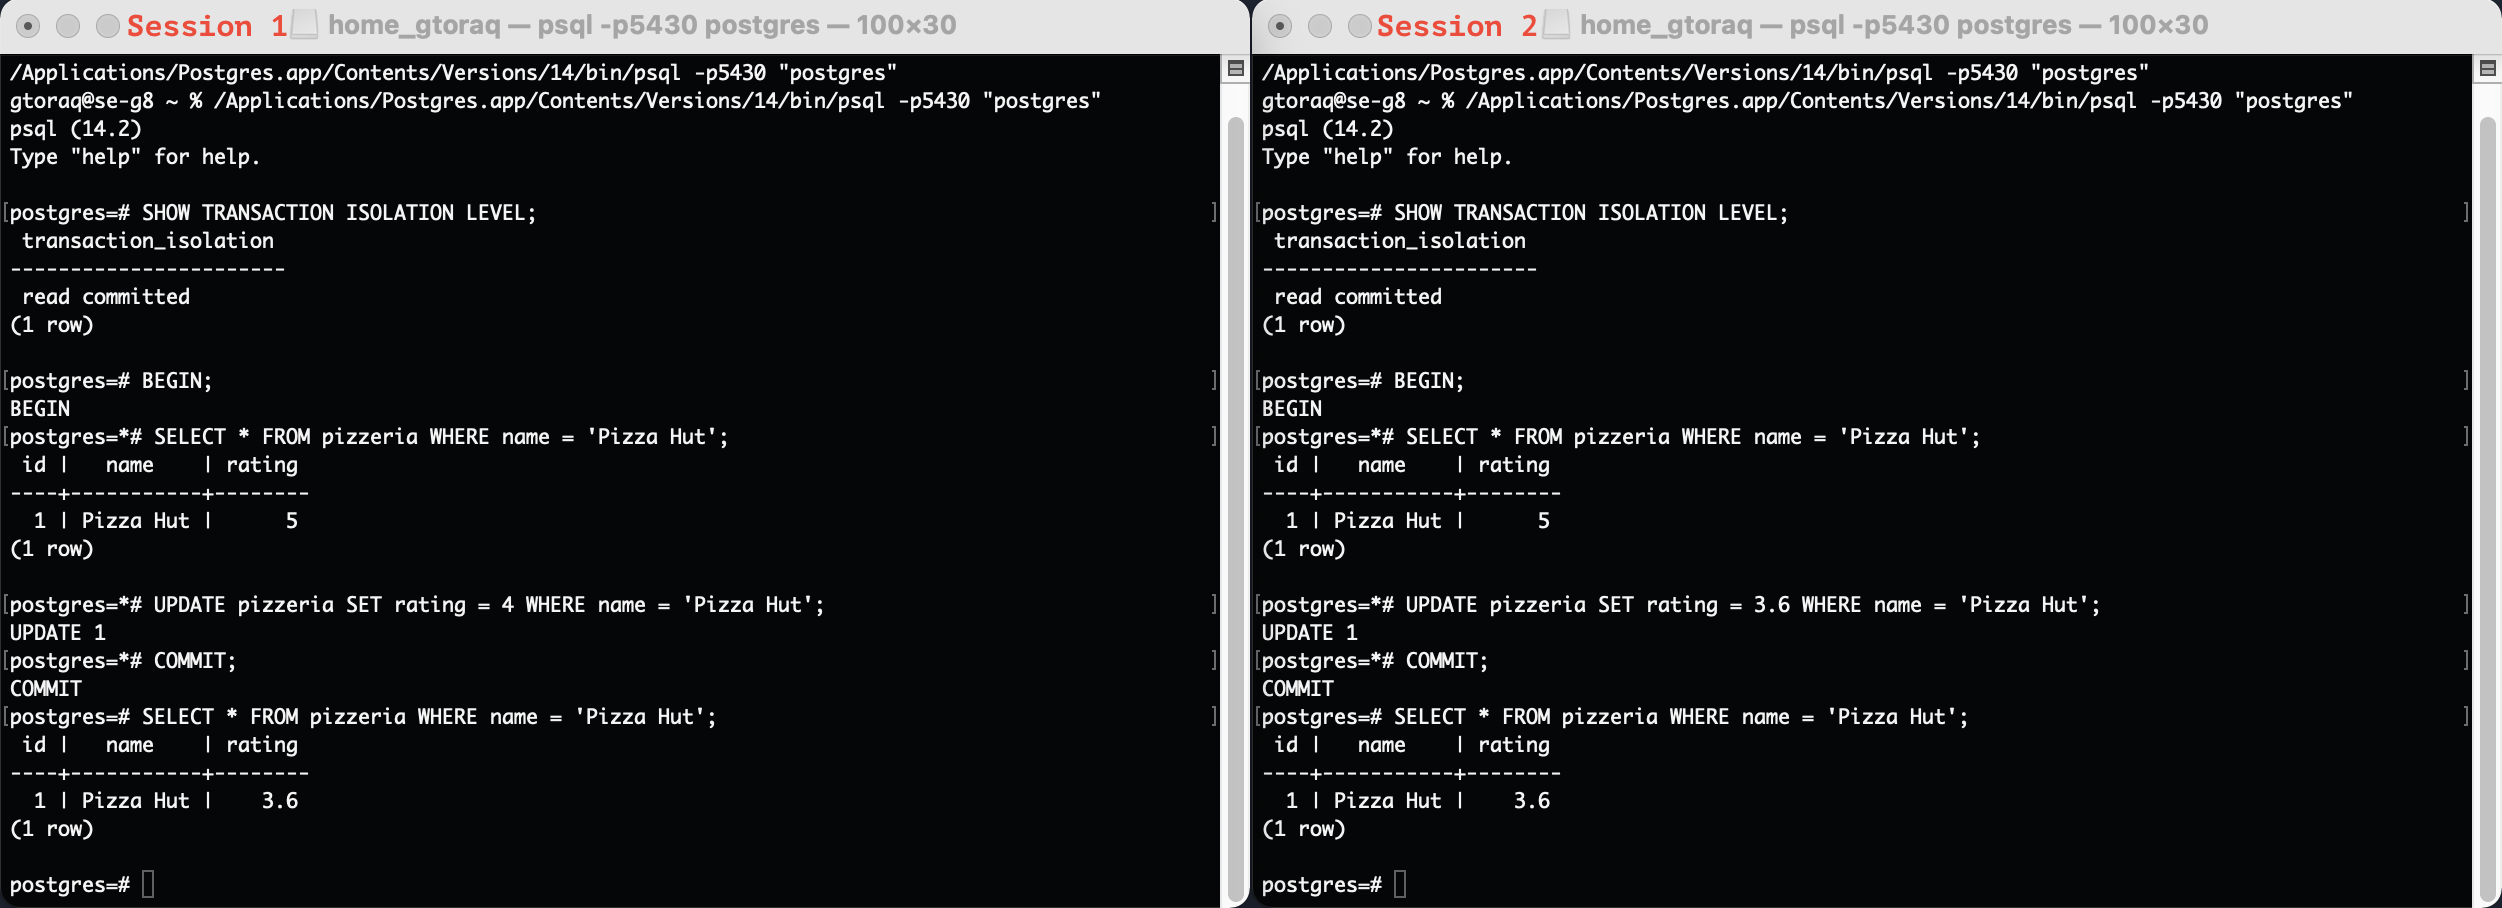 Session 1 home_gtoraq — psql -p5430 postgres — 100×30
/Applications/Postgres.app/Contents/Versions/14/bin/psql -p5430 "postgres"
gtoraq@se-g8 ~ % /Applications/Postgres.app/Contents/Versions/14/bin/psql -p5430 "postgres"
psql (14.2)
Type "help" for help.
[postgres=# SHOW TRANSACTION ISOLATION LEVEL; ]
 transaction_isolation
-----------------------
 read committed
(1 row)
[postgres=# BEGIN; ]
BEGIN
[postgres=*# SELECT * FROM pizzeria WHERE name = 'Pizza Hut'; ]
 id |   name    | rating
----+-----------+--------
  1 | Pizza Hut |      5
(1 row)
[postgres=*# UPDATE pizzeria SET rating = 4 WHERE name = 'Pizza Hut'; ]
UPDATE 1
[postgres=*# COMMIT; ]
COMMIT
[postgres=# SELECT * FROM pizzeria WHERE name = 'Pizza Hut'; ]
 id |   name    | rating
----+-----------+--------
  1 | Pizza Hut |    3.6
(1 row)
postgres=#
Session 2 home_gtoraq — psql -p5430 postgres — 100×30
/Applications/Postgres.app/Contents/Versions/14/bin/psql -p5430 "postgres"
gtoraq@se-g8 ~ % /Applications/Postgres.app/Contents/Versions/14/bin/psql -p5430 "postgres"
psql (14.2)
Type "help" for help.
[postgres=# SHOW TRANSACTION ISOLATION LEVEL; ]
 transaction_isolation
-----------------------
 read committed
(1 row)
[postgres=# BEGIN; ]
BEGIN
[postgres=*# SELECT * FROM pizzeria WHERE name = 'Pizza Hut'; ]
 id |   name    | rating
----+-----------+--------
  1 | Pizza Hut |      5
(1 row)
[postgres=*# UPDATE pizzeria SET rating = 3.6 WHERE name = 'Pizza Hut'; ]
UPDATE 1
[postgres=*# COMMIT; ]
COMMIT
[postgres=# SELECT * FROM pizzeria WHERE name = 'Pizza Hut'; ]
 id |   name    | rating
----+-----------+--------
  1 | Pizza Hut |    3.6
(1 row)
postgres=#